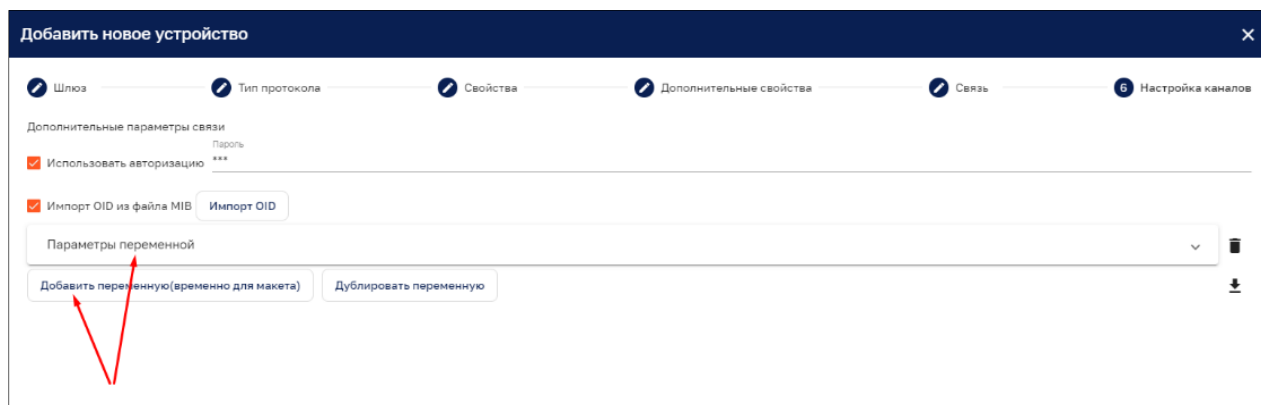 Добавить новое устройство
Шлюз Тип протокола Свойства Дополнительные свойства Связь 6 Настройка каналов
Дополнительные параметры связи
Пароль
Использовать авторизацию ***
Импорт OID из файла MIB Импорт OID
Параметры переменной
Добавить переменную(временно для макета) Дублировать переменную